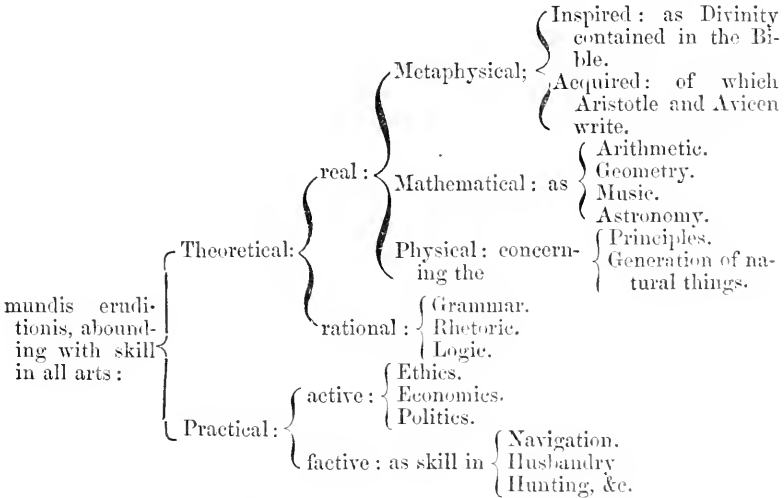 Inspired: as Divinity
contained in the Bi-
ble.
Metaphysical;
Acquired: of which
Aristotle and Avicen
write.
real:
Arithmetic.
Geometry.
Mathematical: as
Music.
Astronomy.
Principles.
Theoretical:
Physical: concern-
ing the
Generation of na-
tural things.
mundis erudi-
tionis, abound-
ing with skill
in all arts:
Grammar.
rational:
Rhetoric.
Logic.
Ethics.
active:
Economics.
Politics.
Practical:
Navigation.
factive: as skill in
Husbandry
Hunting, &c.